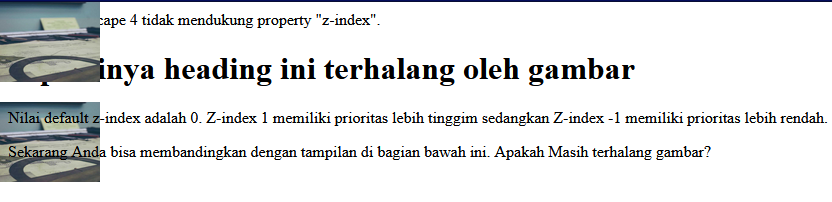 cape 4 tidak mendukung property "z-index".
inya heading ini terhalang oleh gambar
Nilai default z-index adalah 0. Z-index 1 memiliki prioritas lebih tinggim sedangkan Z-index -1 memiliki prioritas lebih rendah.
Sekarang Anda bisa membandingkan dengan tampilan di bagian bawah ini. Apakah Masih terhalang gambar?